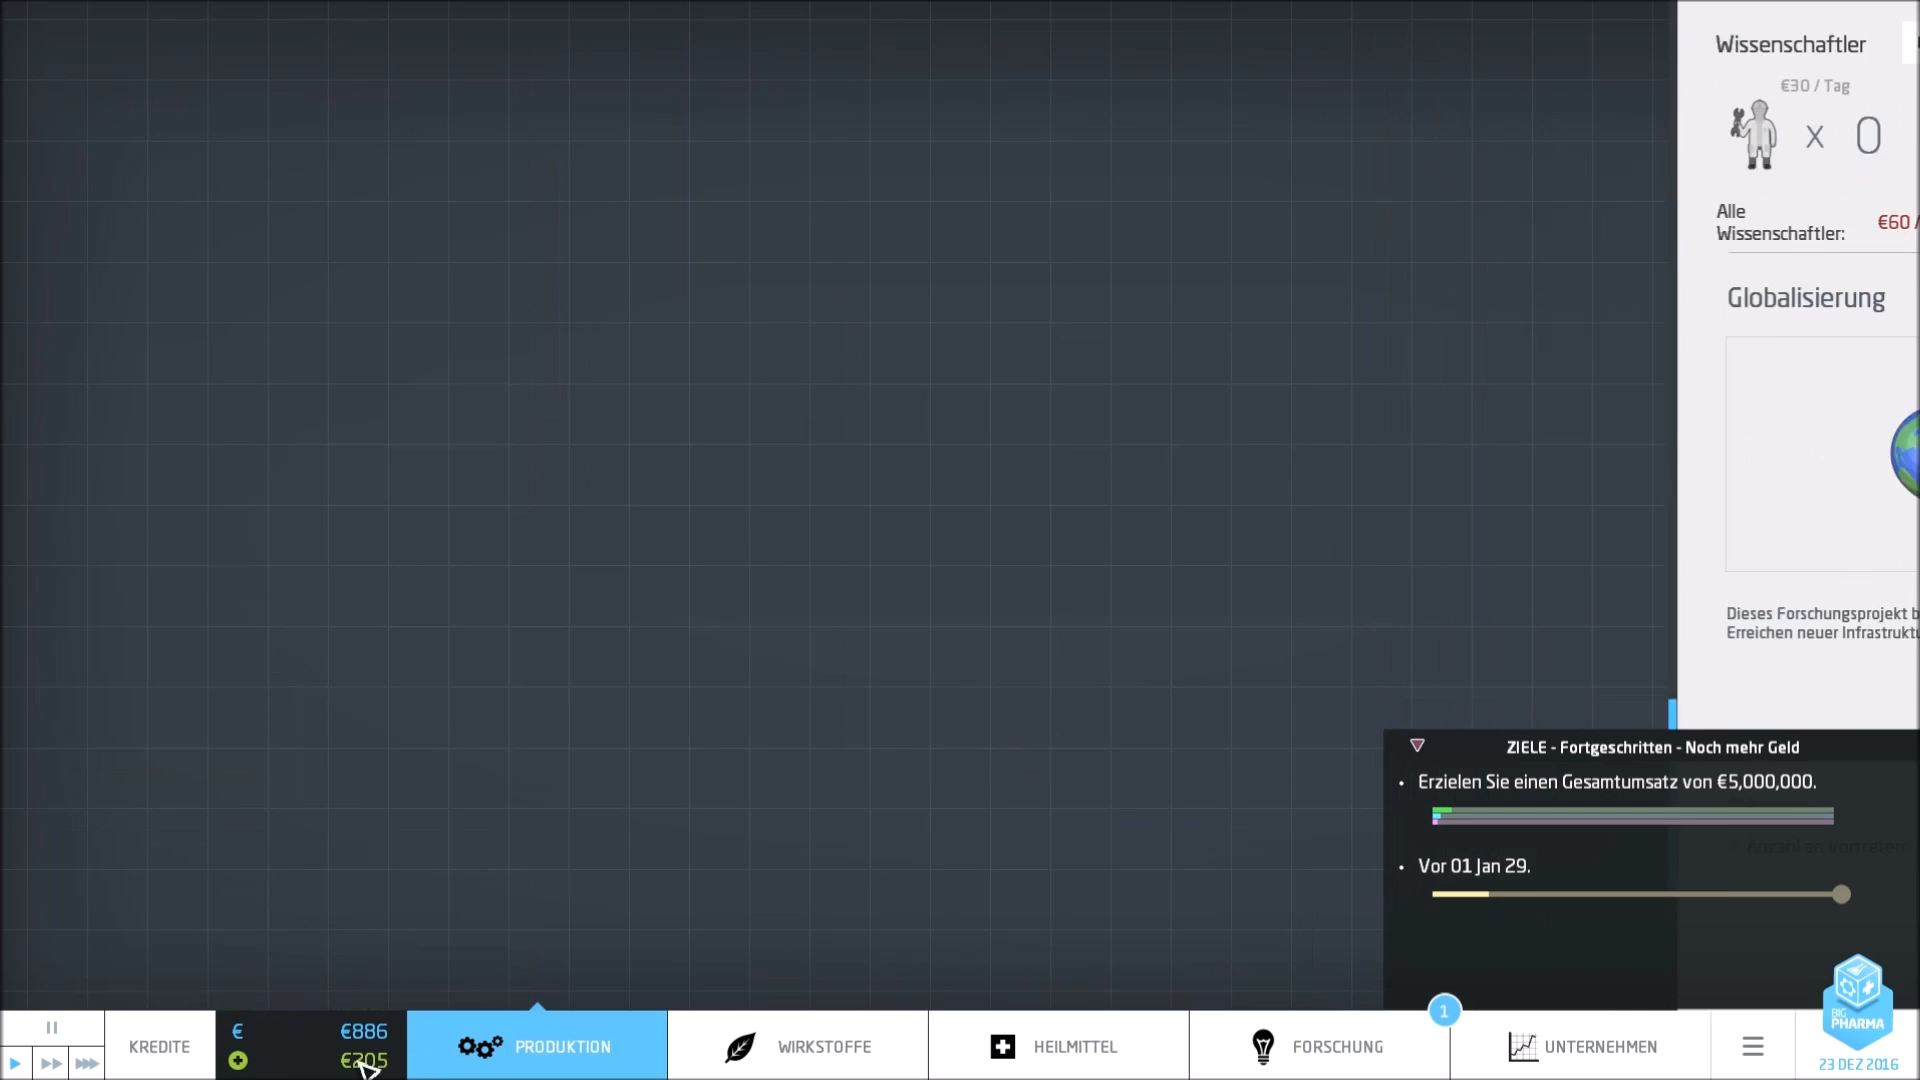 Wissenschaftler
€30 / Tag
X 0
Alle
Wissenschaftler:
€60 /
Globalisierung
Dieses Forschungsprojekt b
Erreichen neuer Infrastrukt
ZIELE - Fortgeschritten - Noch mehr Geld
• Erzielen Sie einen Gesamtumsatz von €5,000,000.
• Vor 01 Jan 29.
KREDITE
€ €886
€205
PRODUKTION
WIRKSTOFFE
HEILMITTEL
FORSCHUNG
1
UNTERNEHMEN
BIG
PHARMA
23 DEZ 2016